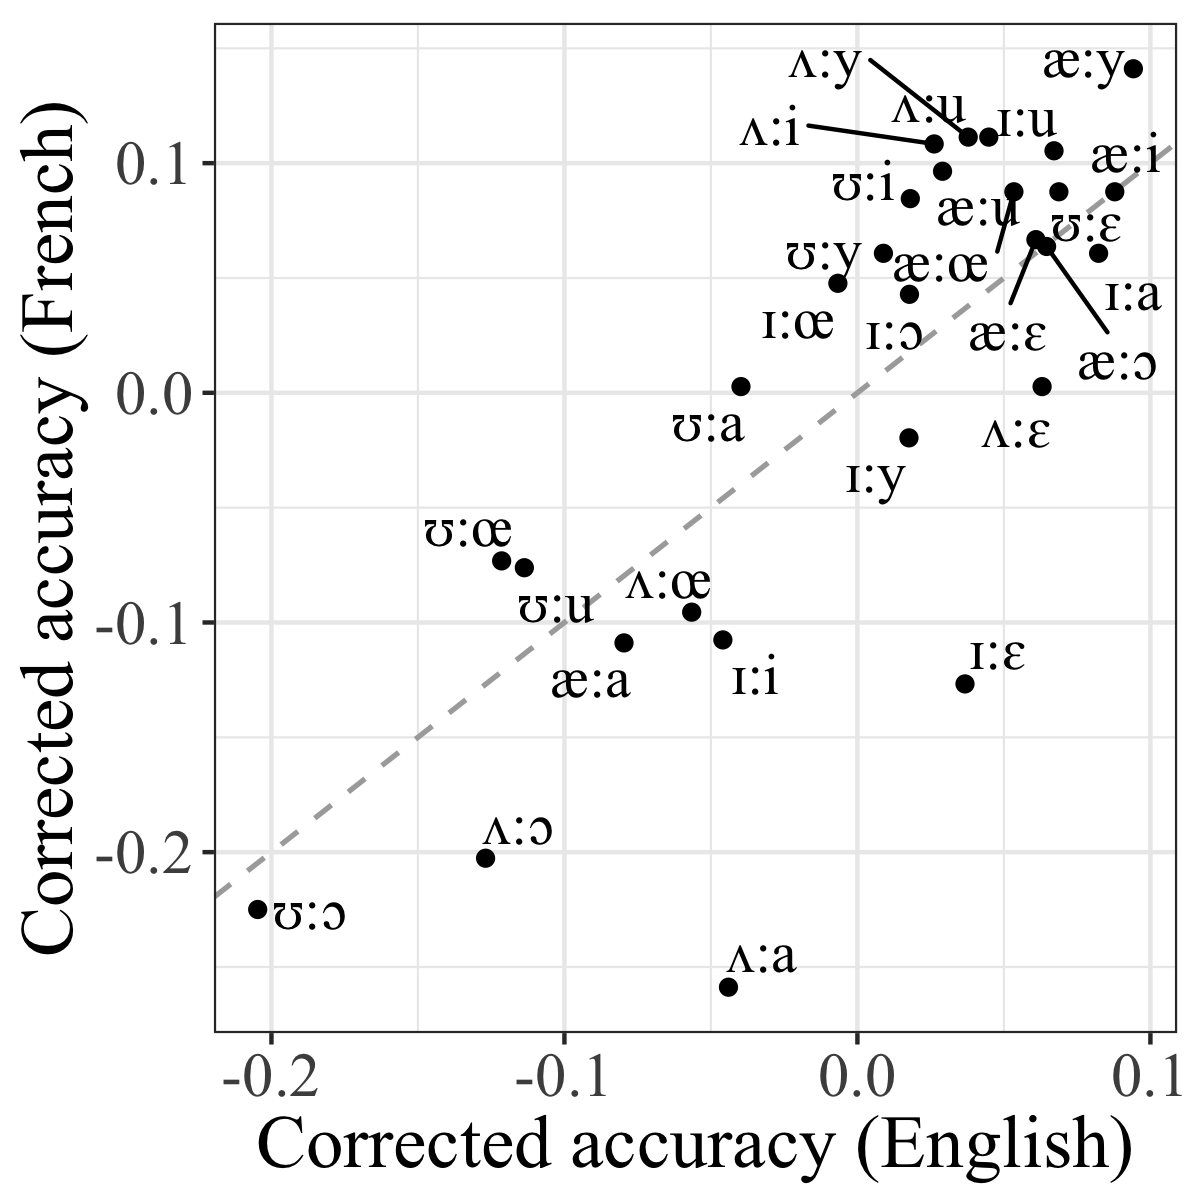 ʌ:y
æ:y
ʌ:u
ɪ:u
ʌ:i
æ:i
ʊ:i
æ:u
ʊ:ɛ
ʊ:y
æ:œ
ɪ:a
ɪ:œ
ɪ:ɔ
æ:ɛ
æ:ɔ
ʊ:a
ʌ:ɛ
ɪ:y
ʊ:œ
ʌ:œ
ʊ:u
æ:a
ɪ:i
ɪ:ɛ
ʌ:ɔ
ʊ:ɔ
ʌ:a
0.1
0.0
-0.1
-0.2
-0.2
-0.1
0.0
0.1
Corrected accuracy (English)
Corrected accuracy (French)